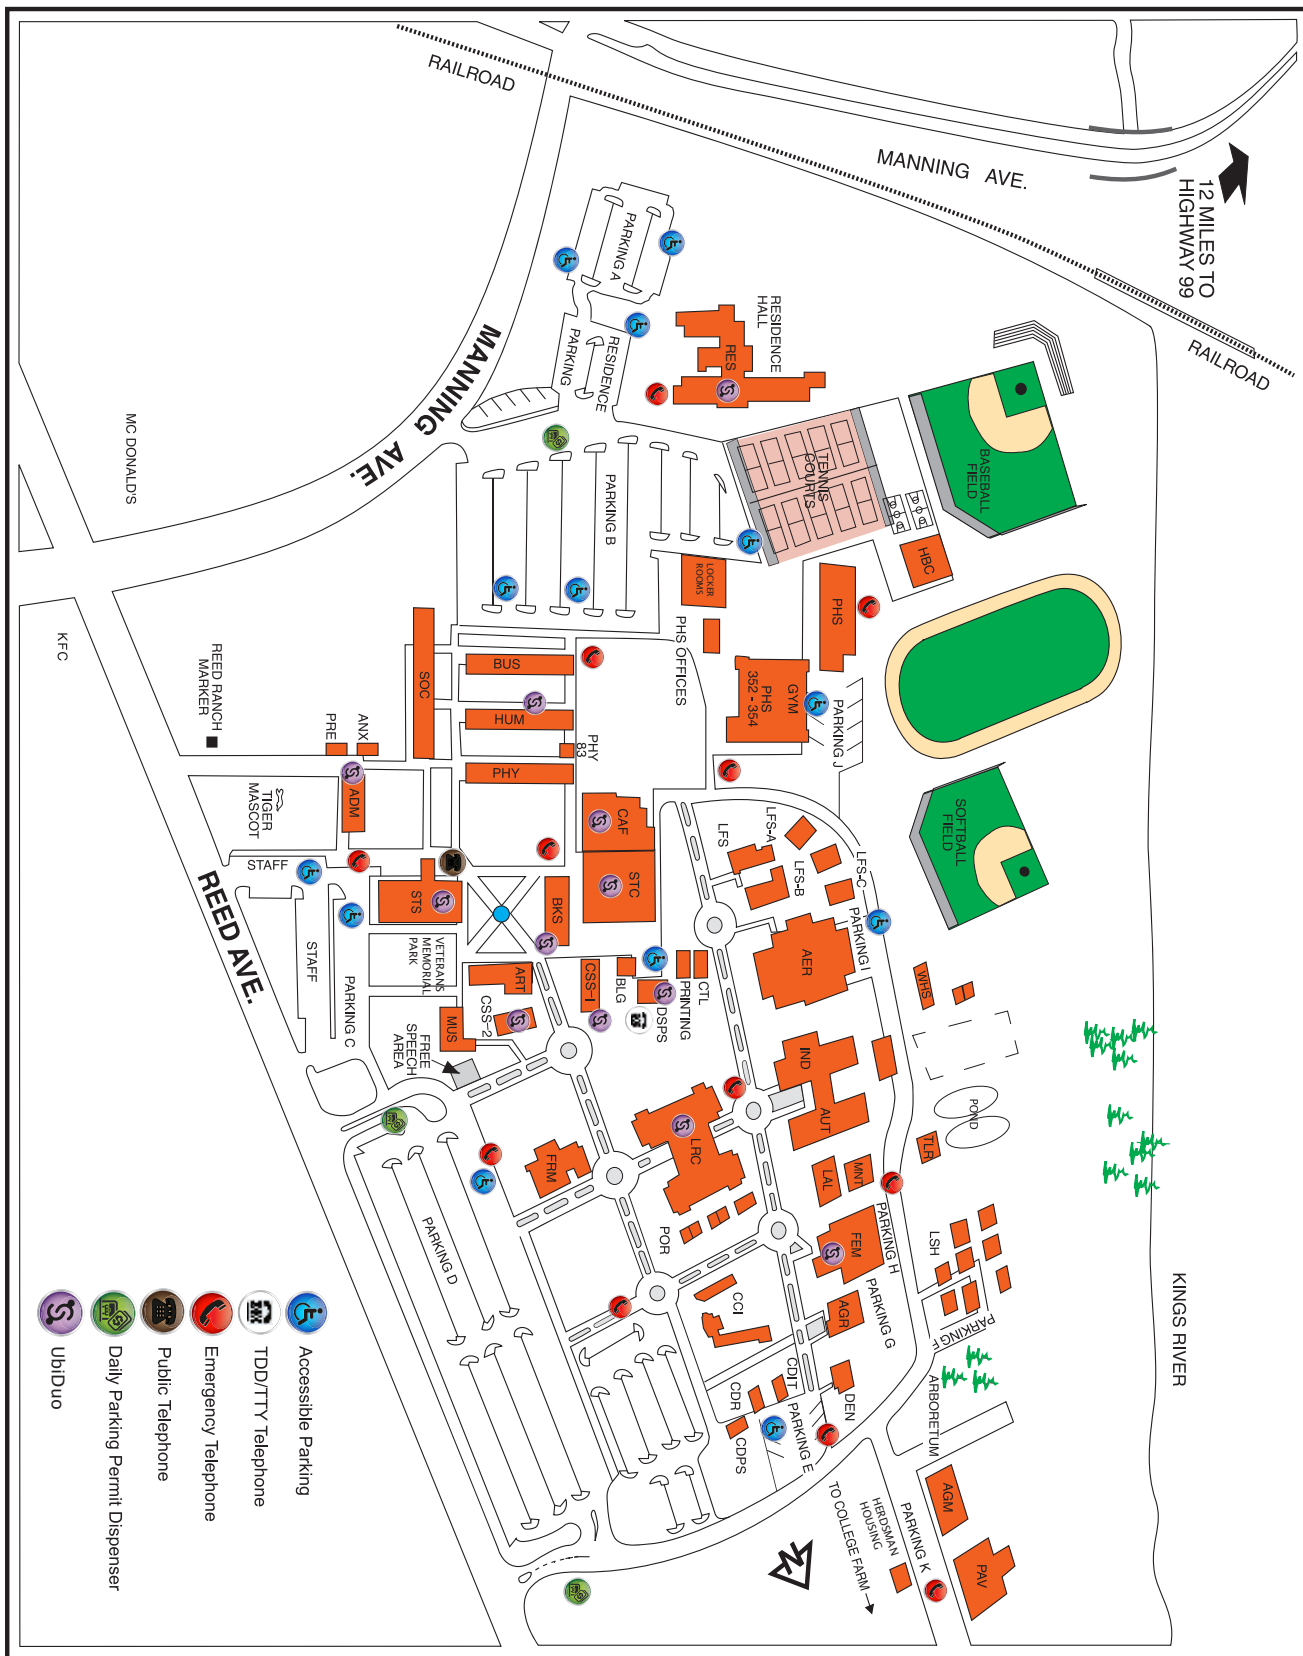 RAILROAD
MANNING AVE.
12 MILES TO
HIGHWAY 99
RAILROAD
PARKING A
RESIDENCE
HALL
RES
RESIDENCE
PARKING
MANNING AVE.
MC DONALD'S
KFC
PARKING B
TENNIS
COURTS
BASEBALL
FIELD
HBC
LOCKER
ROOMS
PHS
PHS OFFICES
GYM
PHS
352 - 354
PARKING J
SOFTBALL
FIELD
REED RANCH
MARKER
PRE
ANX
SOC
BUS
HUM
PHY
83
PHY
ADM
TIGER
MASCOT
CAF
STC
LFS
LFS-A
LFS-B
LFS-C
PARKING I
STAFF
STS
BKS
AER
WHS
REED AVE.
STAFF
PARKING C
VETERANS
MEMORIAL
PARK
ART
CSS-2
CSS-I
BLG
DSPS
PRINTING
CTL
MUS
FREE
SPEECH
AREA
IND
AUT
POND
TLR
LRC
FRM
LAL
MNT
PARKING H
POR
FEM
LSH
PARKING D
CCI
AGR
PARKING G
PARKING F
KINGS RIVER
CDIT
CDR
CDPS
PARKING E
DEN
ARBORETUM
AGM
PAV
PARKING K
HERDSMAN
HOUSING
TO COLLEGE FARM
N
Accessible Parking
TDD/TTY Telephone
Emergency Telephone
Public Telephone
Daily Parking Permit Dispenser
UbiDuo